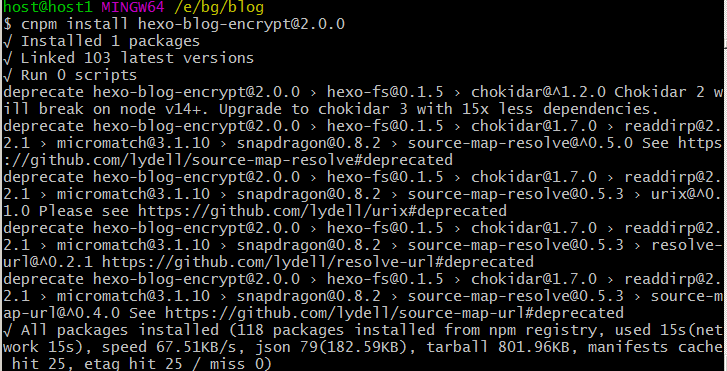 host@host1 MINGW64 /e/bg/blog
$ cnpm install hexo-blog-encrypt@2.0.0
√ Installed 1 packages
√ Linked 103 latest versions
√ Run 0 scripts
deprecate hexo-blog-encrypt@2.0.0 › hexo-fs@0.1.5 › chokidar@^1.2.0 Chokidar 2 w
ill break on node v14+. Upgrade to chokidar 3 with 15x less dependencies.
deprecate hexo-blog-encrypt@2.0.0 › hexo-fs@0.1.5 › chokidar@1.7.0 › readdirp@2.
2.1 › micromatch@3.1.10 › snapdragon@0.8.2 › source-map-resolve@^0.5.0 See https
://github.com/lydell/source-map-resolve#deprecated
deprecate hexo-blog-encrypt@2.0.0 › hexo-fs@0.1.5 › chokidar@1.7.0 › readdirp@2.
2.1 › micromatch@3.1.10 › snapdragon@0.8.2 › source-map-resolve@0.5.3 › urix@^0.
1.0 Please see https://github.com/lydell/urix#deprecated
deprecate hexo-blog-encrypt@2.0.0 › hexo-fs@0.1.5 › chokidar@1.7.0 › readdirp@2.
2.1 › micromatch@3.1.10 › snapdragon@0.8.2 › source-map-resolve@0.5.3 › resolve-
url@^0.2.1 https://github.com/lydell/resolve-url#deprecated
deprecate hexo-blog-encrypt@2.0.0 › hexo-fs@0.1.5 › chokidar@1.7.0 › readdirp@2.
2.1 › micromatch@3.1.10 › snapdragon@0.8.2 › source-map-resolve@0.5.3 › source-m
ap-url@^0.4.0 See https://github.com/lydell/source-map-url#deprecated
√ All packages installed (118 packages installed from npm registry, used 15s(net
work 15s), speed 67.51KB/s, json 79(182.59KB), tarball 801.96KB, manifests cache
 hit 25, etag hit 25 / miss 0)